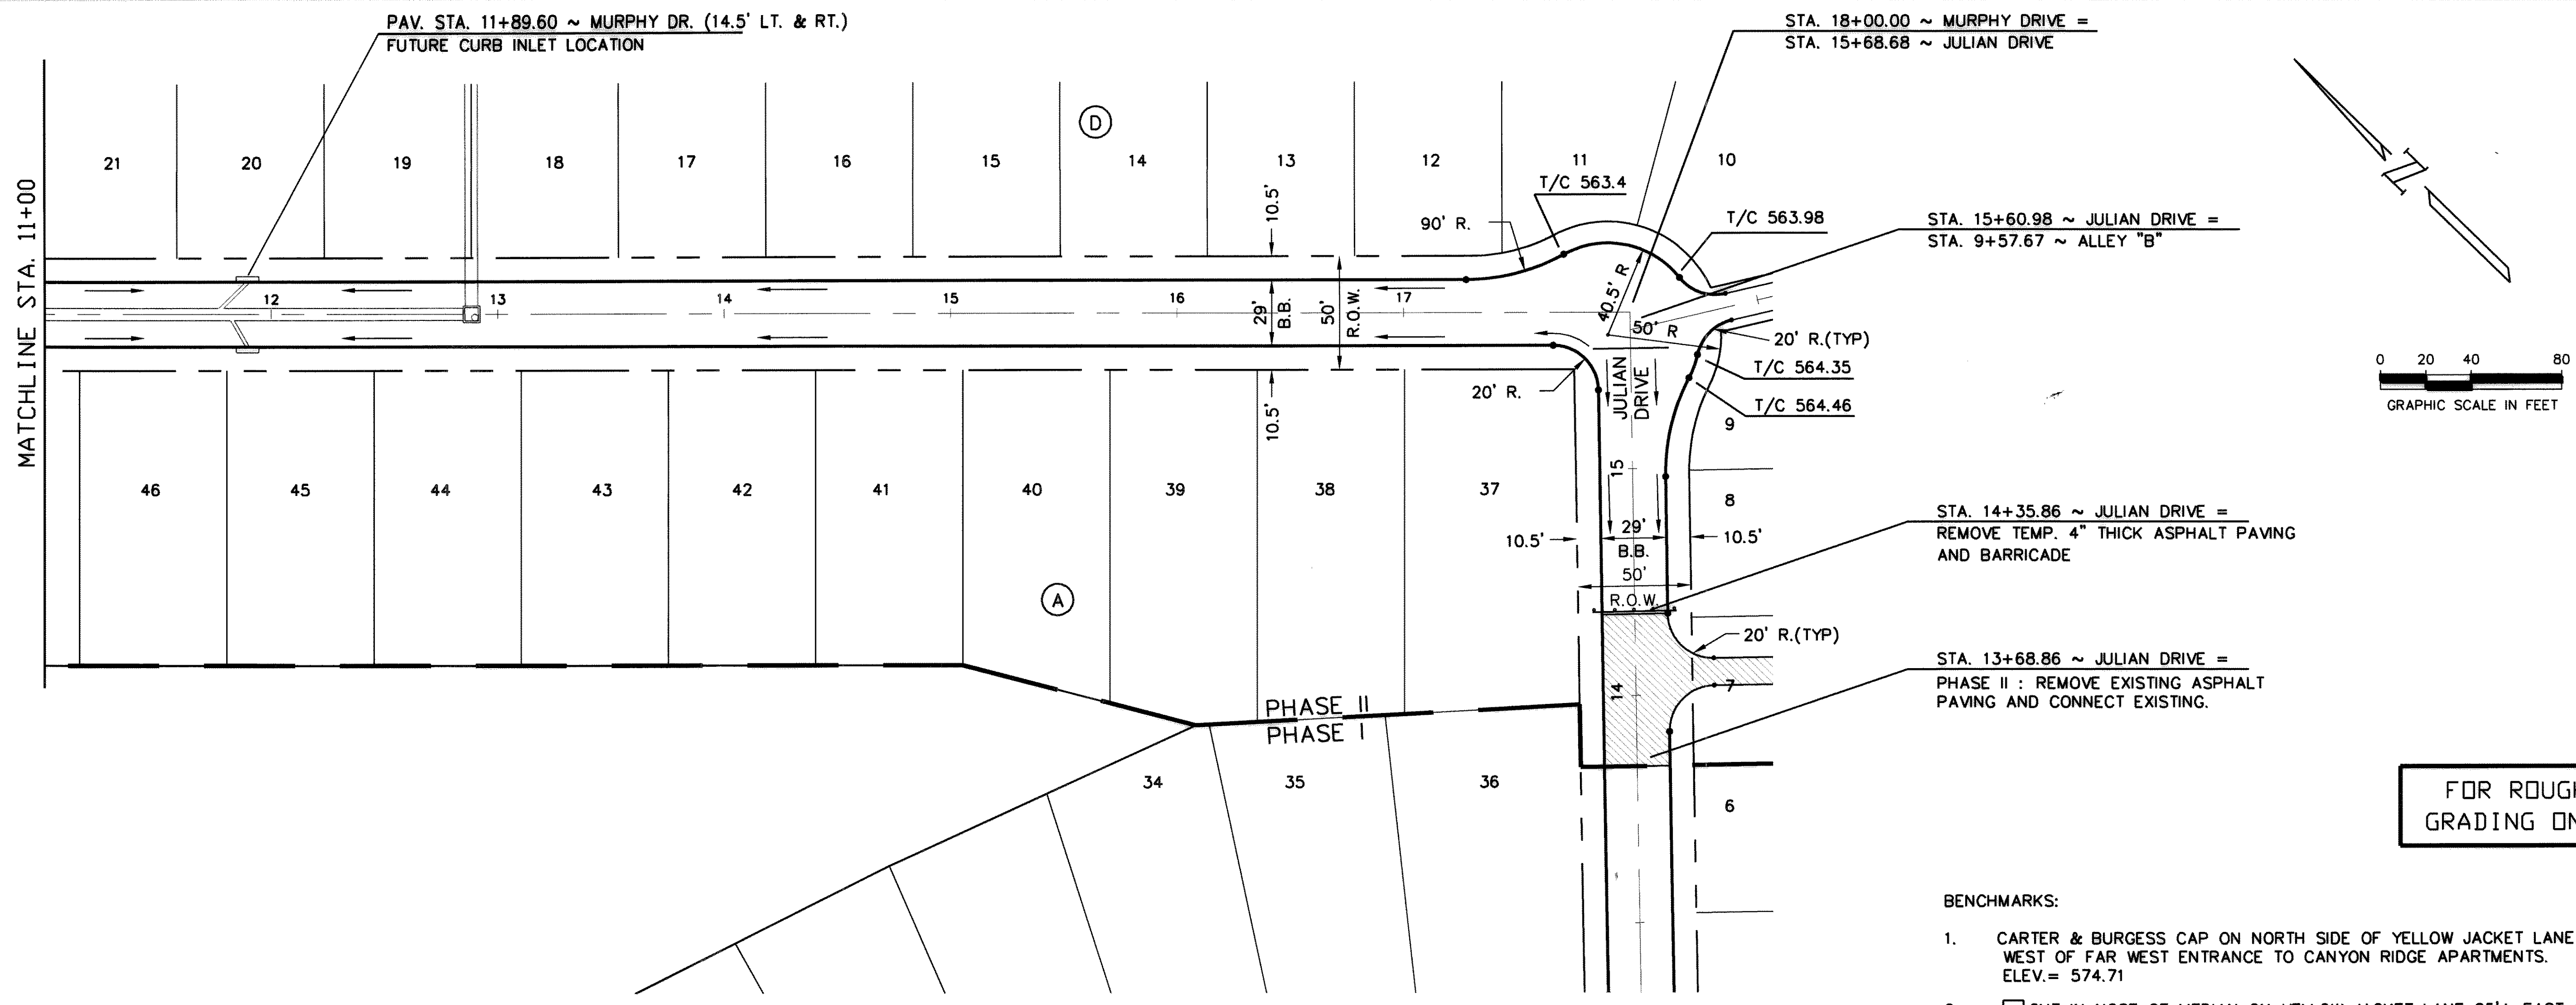 PAV. STA. 11+89.60 ~ MURPHY DR. (14.5' LT. & RT.)
FUTURE CURB INLET LOCATION
STA. 18+00.00 ~ MURPHY DRIVE =
STA. 15+68.68 ~ JULIAN DRIVE
MATCHLINE STA. 11+00
D
21
20
19
18
17
16
15
14
13
12
11
10
T/C 563.4
T/C 563.98
10.5'
90' R.
STA. 15+60.98 ~ JULIAN DRIVE =
STA. 9+57.67 ~ ALLEY "B"
12
13
14
15
16
17
29'
B.B.
50'
R.O.W.
40.5' R
50' R
20' R.(TYP)
T/C 564.35
T/C 564.46
20' R.
JULIAN
DRIVE
10.5'
0 20 40 80
GRAPHIC SCALE IN FEET
9
15
46
45
44
43
42
41
40
39
38
37
8
STA. 14+35.86 ~ JULIAN DRIVE =
REMOVE TEMP. 4" THICK ASPHALT PAVING
AND BARRICADE
10.5'
29'
B.B.
10.5'
50'
R.O.W.
A
20' R.(TYP)
STA. 13+68.86 ~ JULIAN DRIVE =
PHASE II : REMOVE EXISTING ASPHALT
PAVING AND CONNECT EXISTING.
14
7
PHASE II
PHASE I
34
35
36
6
FOR ROUGH
GRADING ON
BENCHMARKS:
1. CARTER & BURGESS CAP ON NORTH SIDE OF YELLOW JACKET LANE
WEST OF FAR WEST ENTRANCE TO CANYON RIDGE APARTMENTS.
ELEV.= 574.71